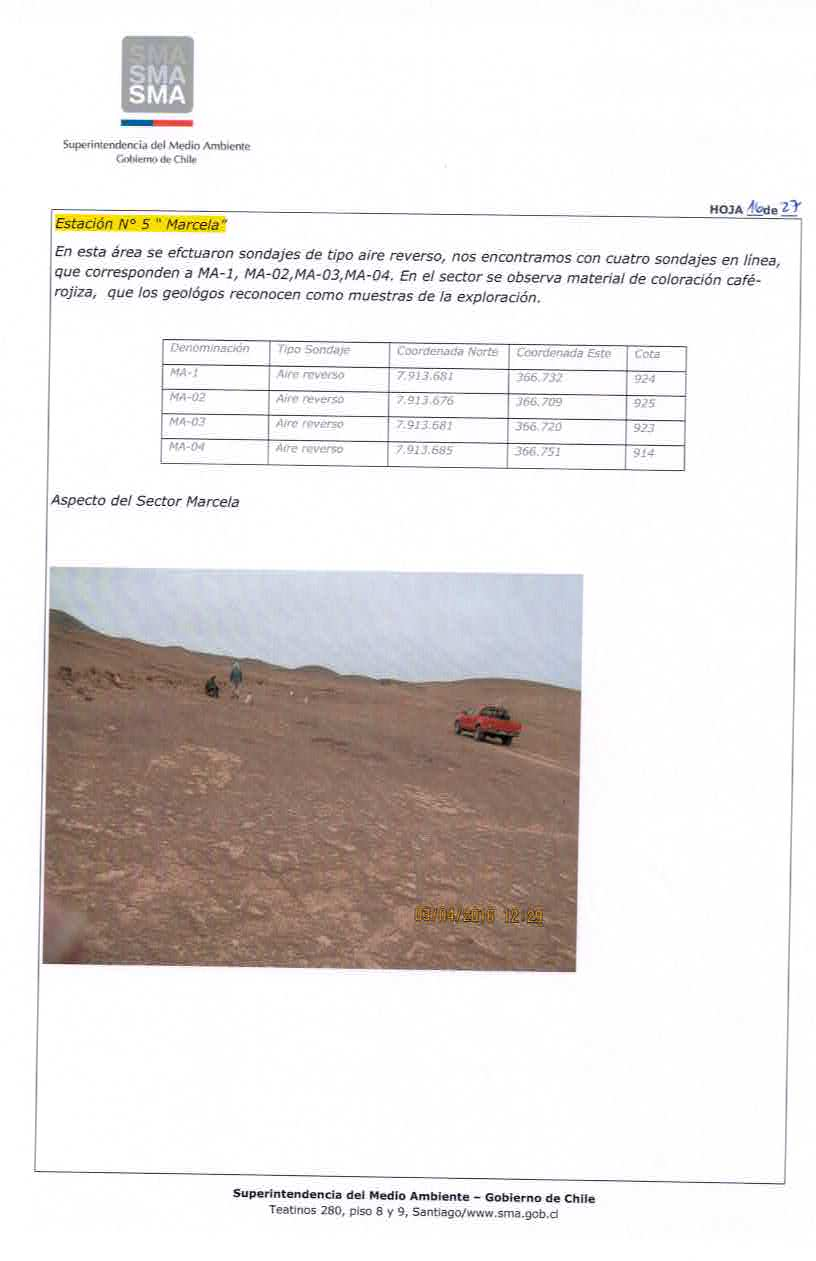 SMA
SMA
SMA
Superintendencia del Medio Ambiente
Gobierno de Chile
HOJA 16 de 27
Estación N° 5 " Marcela"
En esta área se efctuaron sondajes de tipo aire reverso, nos encontramos con cuatro sondajes en línea,
que corresponden a MA-1, MA-02,MA-03,MA-04. En el sector se observa material de coloración café-
rojiza, que los geológos reconocen como muestras de la exploración.
Denominación Tipo Sondaje Coordenada Norte Coordenada Este Cota
MA-1 Aire reverso 7.913.681 366.732 924
MA-02 Aire reverso 7.913.676 366.709 925
MA-03 Aire reverso 7.913.681 366.720 923
MA-04 Aire reverso 7.913.685 366.751 914
Aspecto del Sector Marcela
12:29
Superintendencia del Medio Ambiente – Gobierno de Chile
Teatinos 280, piso 8 y 9, Santiago/www.sma.gob.cl